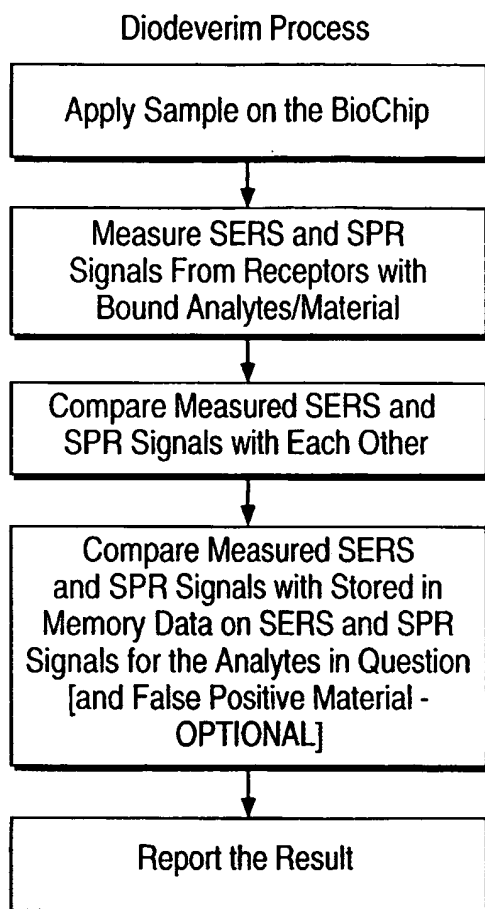 Diodeverim Process
Apply Sample on the BioChip
Measure SERS and SPR
Signals From Receptors with
Bound Analytes/Material
Compare Measured SERS and
SPR Signals with Each Other
Compare Measured SERS
and SPR Signals with Stored in
Memory Data on SERS and SPR
Signals for the Analytes in Question
[and False Positive Material -
OPTIONAL]
Report the Result